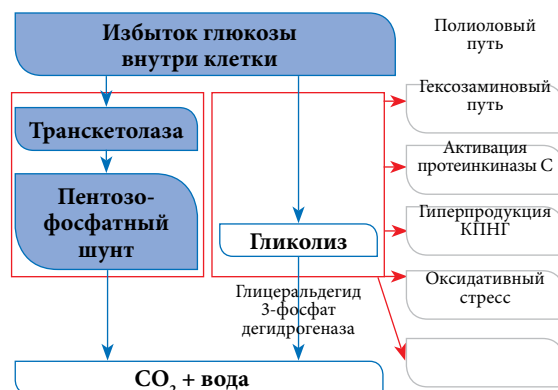 Избыток глюкозы
внутри клетки
Транскетолаза
Пентозо-
фосфатный
шунт
Гликолиз
Глицеральдегид
3-фосфат
дегидрогеназа
CO₂ + вода
Полиоловый
путь
Гексозаминовый
путь
Активация
протеинкиназы С
Гиперпродукция
КПНГ
Оксидативный
стресс